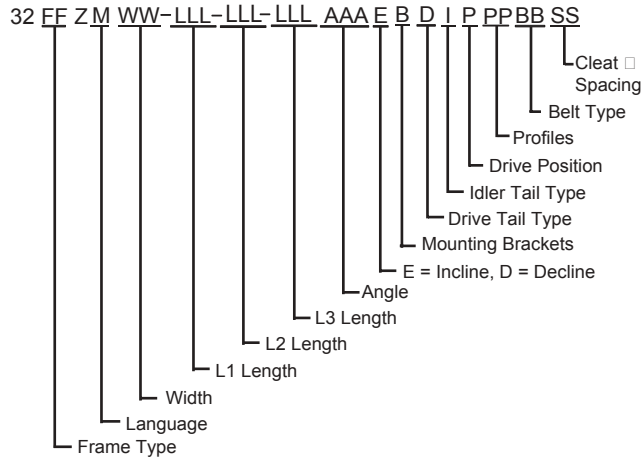 32 FF Z M WW-LLL-LLL-LLL AAA E B D I P PP BB SS
Cleat □
Spacing
Belt Type
Profiles
Drive Position
Idler Tail Type
Drive Tail Type
Mounting Brackets
E = Incline, D = Decline
Angle
L3 Length
L2 Length
L1 Length
Width
Language
Frame Type